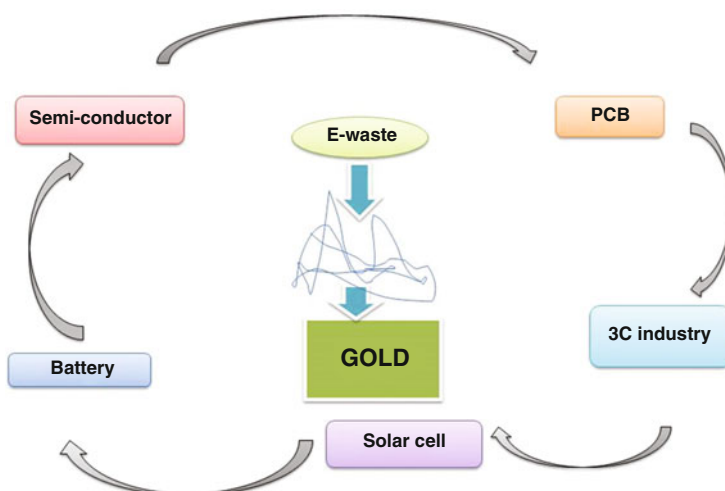 Semi-conductor
PCB
E-waste
3C industry
GOLD
Battery
Solar cell